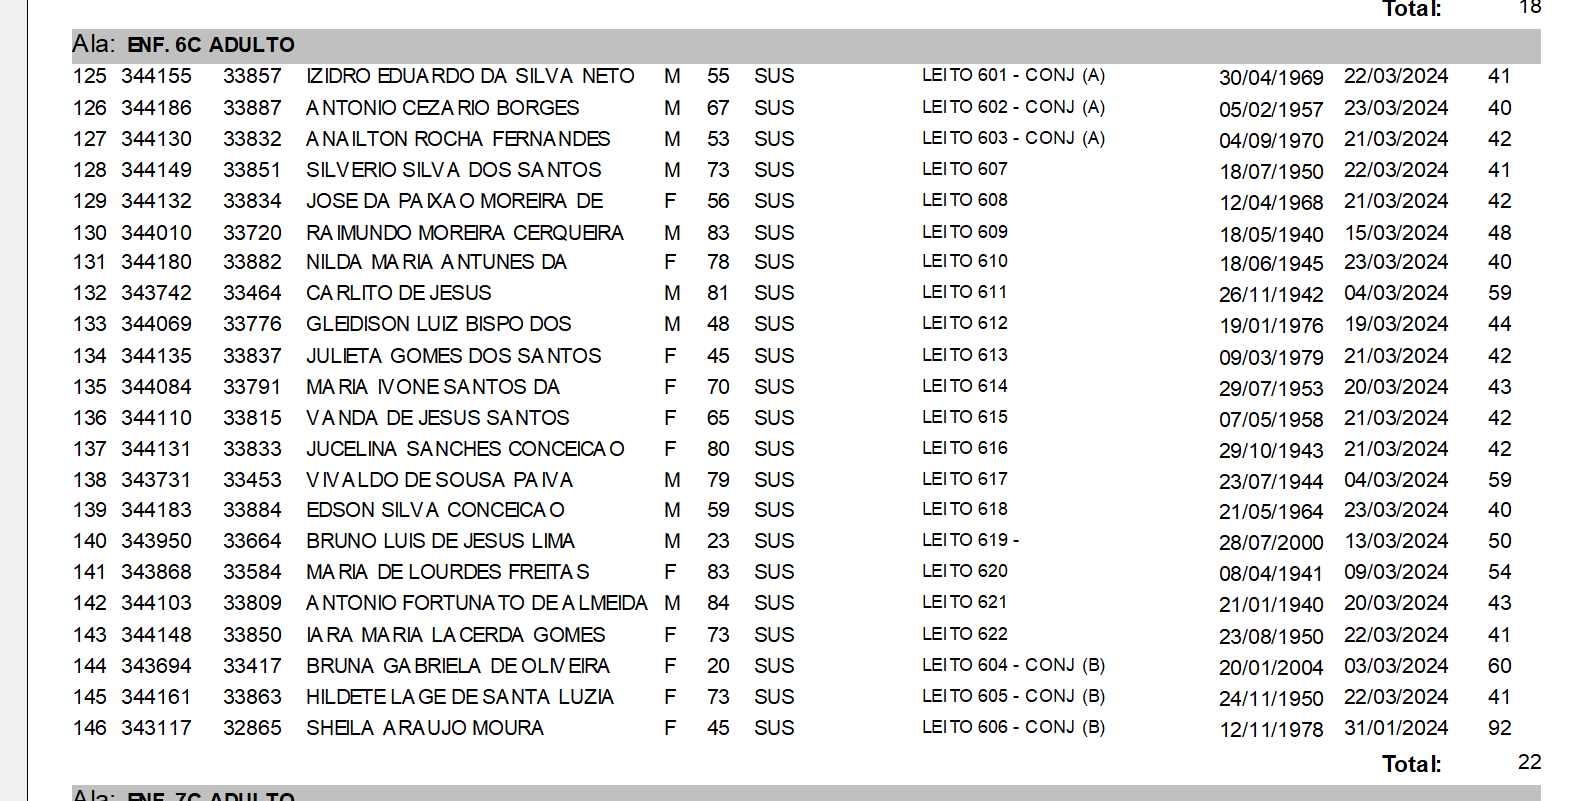 Total: 18
Ala: ENF. 6C ADULTO
125 344155 33857 IZIDRO EDUARDO DA SILVA NETO M 55 SUS LEITO 601 - CONJ (A) 30/04/1969 22/03/2024 41
126 344186 33887 ANTONIO CEZARIO BORGES M 67 SUS LEITO 602 - CONJ (A) 05/02/1957 23/03/2024 40
127 344130 33832 ANAILTON ROCHA FERNANDES M 53 SUS LEITO 603 - CONJ (A) 04/09/1970 21/03/2024 42
128 344149 33851 SILVERIO SILVA DOS SANTOS M 73 SUS LEITO 607 18/07/1950 22/03/2024 41
129 344132 33834 JOSE DA PAIXAO MOREIRA DE F 56 SUS LEITO 608 12/04/1968 21/03/2024 42
130 344010 33720 RAIMUNDO MOREIRA CERQUEIRA M 83 SUS LEITO 609 18/05/1940 15/03/2024 48
131 344180 33882 NILDA MARIA ANTUNES DA F 78 SUS LEITO 610 18/06/1945 23/03/2024 40
132 343742 33464 CARLITO DE JESUS M 81 SUS LEITO 611 26/11/1942 04/03/2024 59
133 344069 33776 GLEIDISON LUIZ BISPO DOS M 48 SUS LEITO 612 19/01/1976 19/03/2024 44
134 344135 33837 JULIETA GOMES DOS SANTOS F 45 SUS LEITO 613 09/03/1979 21/03/2024 42
135 344084 33791 MARIA IVONE SANTOS DA F 70 SUS LEITO 614 29/07/1953 20/03/2024 43
136 344110 33815 VANDA DE JESUS SANTOS F 65 SUS LEITO 615 07/05/1958 21/03/2024 42
137 344131 33833 JUCELINA SANCHES CONCEICAO F 80 SUS LEITO 616 29/10/1943 21/03/2024 42
138 343731 33453 VIVALDO DE SOUSA PAIVA M 79 SUS LEITO 617 23/07/1944 04/03/2024 59
139 344183 33884 EDSON SILVA CONCEICAO M 59 SUS LEITO 618 21/05/1964 23/03/2024 40
140 343950 33664 BRUNO LUIS DE JESUS LIMA M 23 SUS LEITO 619 - 28/07/2000 13/03/2024 50
141 343868 33584 MARIA DE LOURDES FREITAS F 83 SUS LEITO 620 08/04/1941 09/03/2024 54
142 344103 33809 ANTONIO FORTUNATO DE ALMEIDA M 84 SUS LEITO 621 21/01/1940 20/03/2024 43
143 344148 33850 IARA MARIA LACERDA GOMES F 73 SUS LEITO 622 23/08/1950 22/03/2024 41
144 343694 33417 BRUNA GABRIELA DE OLIVEIRA F 20 SUS LEITO 604 - CONJ (B) 20/01/2004 03/03/2024 60
145 344161 33863 HILDETE LAGE DE SANTA LUZIA F 73 SUS LEITO 605 - CONJ (B) 24/11/1950 22/03/2024 41
146 343117 32865 SHEILA ARAUJO MOURA F 45 SUS LEITO 606 - CONJ (B) 12/11/1978 31/01/2024 92
Total: 22
Ala: ENF. 7C ADULTO